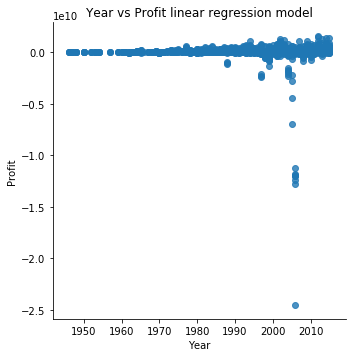 Year vs Profit linear regression model
1e10
0.0
−0.5
−1.0
−1.5
−2.0
−2.5
Profit
1950 1960 1970 1980 1990 2000 2010
Year